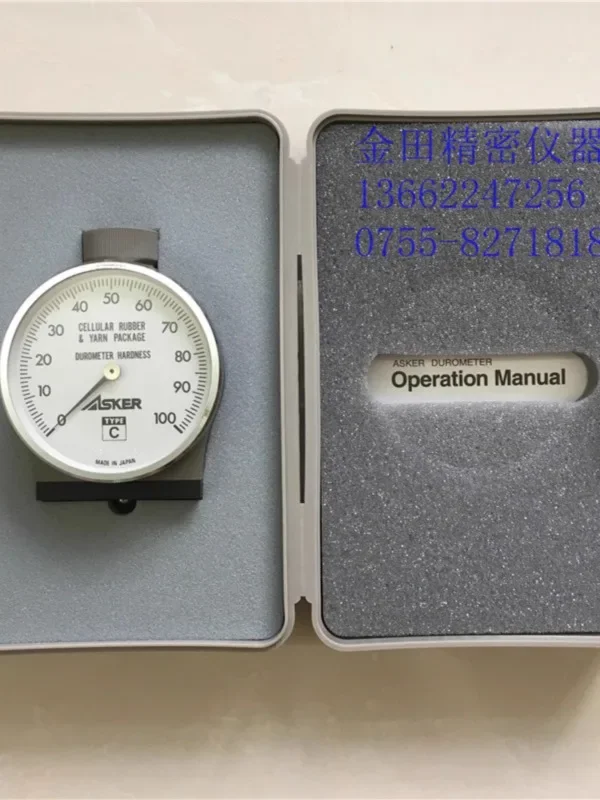 40 50 60
30 70
20 80
10 90
0 100
CELLULAR RUBBER
& YARN PACKAGE
DUROMETER HARDNESS
ASKER
TYPE
C
MADE IN JAPAN
金田精密仪器
13662247256
0755-8271818
ASKER DUROMETER
Operation Manual